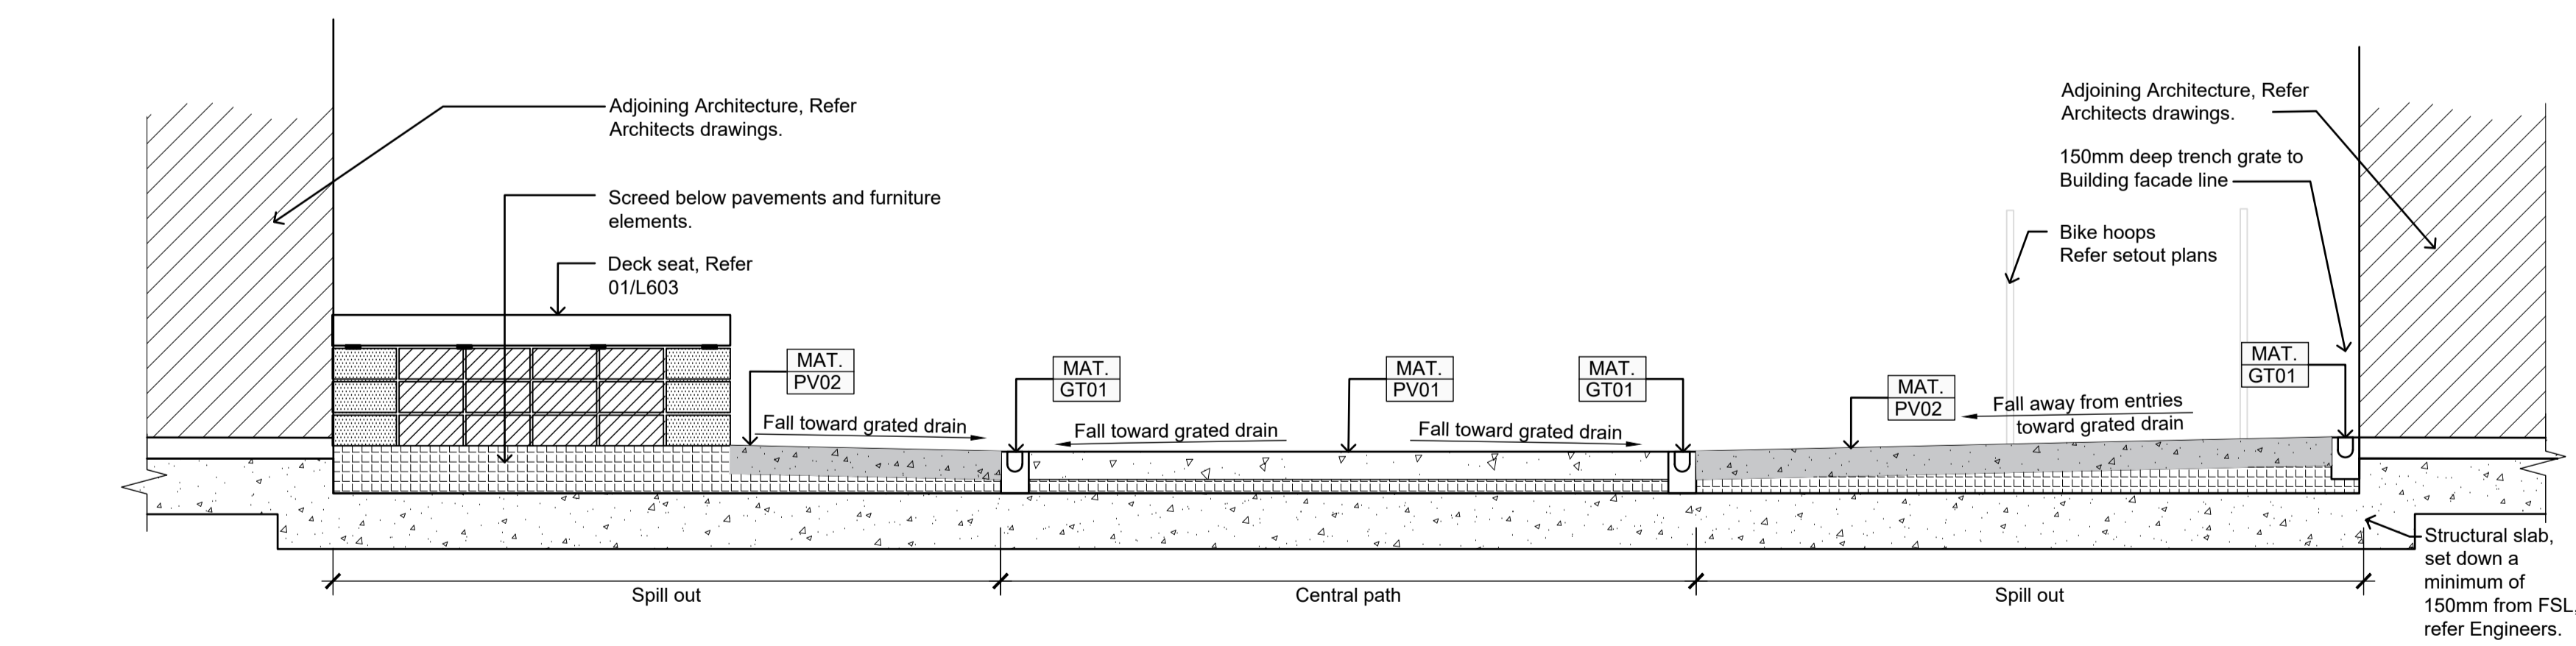 Adjoining Architecture, Refer
Architects drawings.
Screed below pavements and furniture
elements.
Deck seat, Refer
01/L603
Adjoining Architecture, Refer
Architects drawings.
150mm deep trench grate to
Building facade line
Bike hoops
Refer setout plans
MAT.
PV02
Fall toward grated drain
MAT.
GT01
Fall toward grated drain
MAT.
PV01
Fall toward grated drain
MAT.
GT01
MAT.
PV02
Fall away from entries
toward grated drain
MAT.
GT01
Structural slab,
set down a
minimum of
150mm from FSL,
refer Engineers.
Spill out
Central path
Spill out